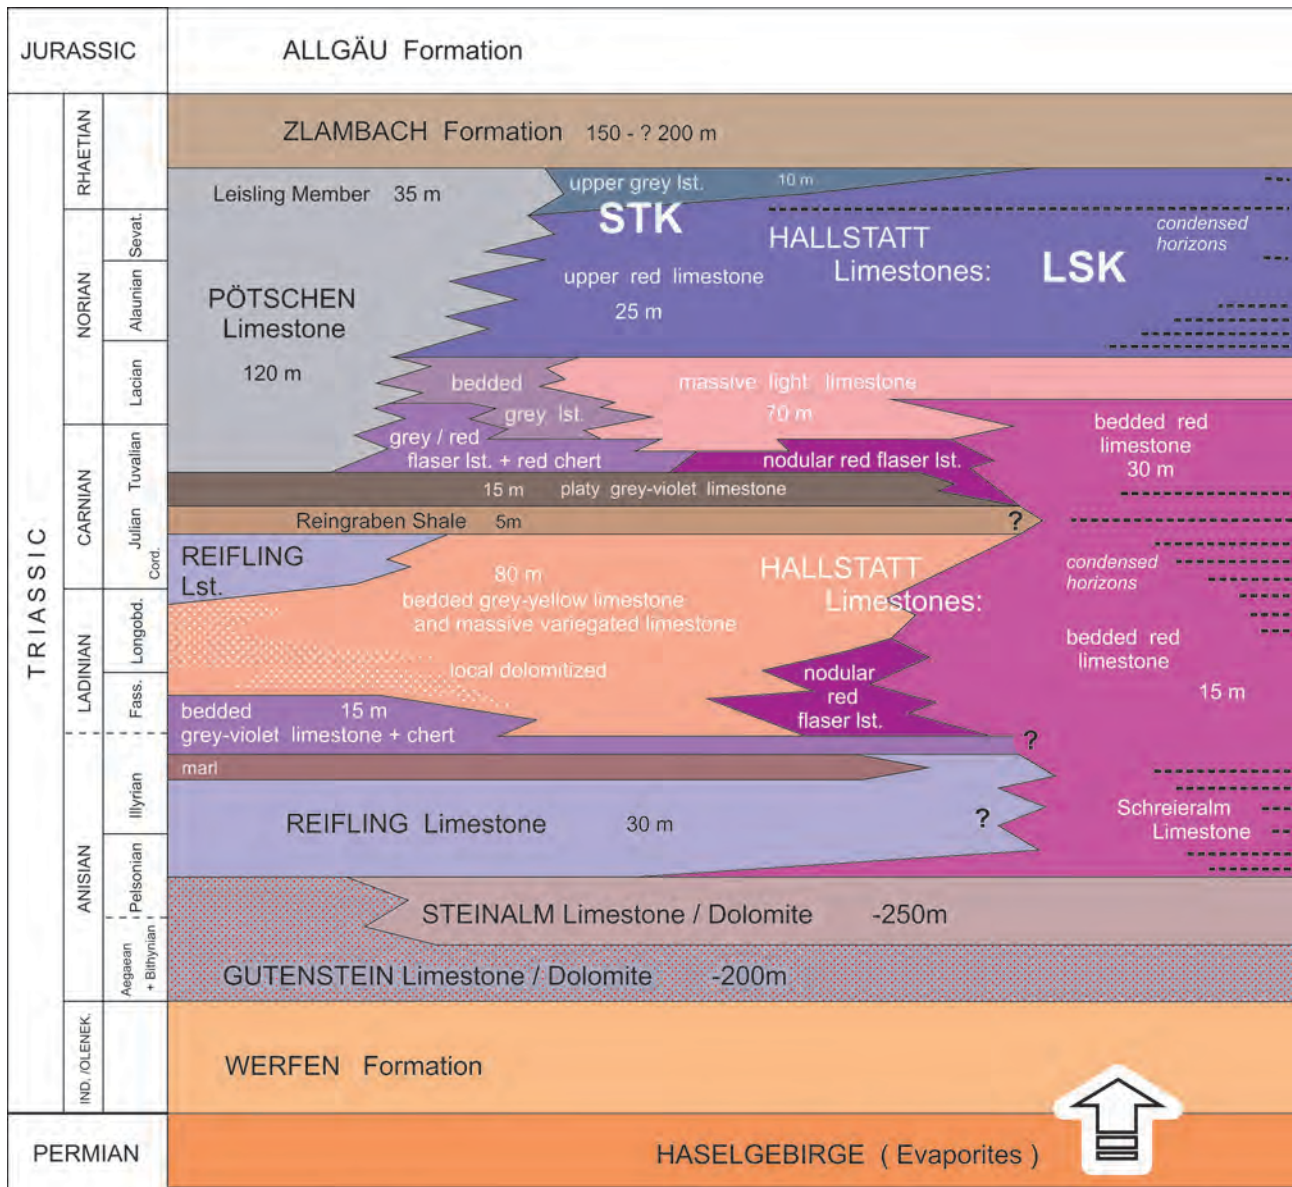 JURASSIC
ALLGÄU Formation
TRIASSIC
RHAETIAN
ZLAMBACH Formation 150 - ? 200 m
Leisling Member 35 m
upper grey lst. 10 m
STK
NORIAN
Sevat.
Alaunian
Lacian
HALLSTATT
Limestones:
LSK
condensed
horizons
upper red limestone
25 m
PÖTSCHEN
Limestone
120 m
bedded
grey lst.
massive light limestone
70 m
grey / red
flaser lst. + red chert
nodular red flaser lst.
bedded red
limestone
30 m
CARNIAN
Tuvalian
Julian
Cord.
15 m platy grey-violet limestone
Reingraben Shale 5m
?
REIFLING
Lst.
80 m
bedded grey-yellow limestone
and massive variegated limestone
HALLSTATT
Limestones:
condensed
horizons
LADINIAN
Longobd.
Fass.
local dolomitized
nodular
red
flaser lst.
bedded red
limestone
15 m
bedded 15 m
grey-violet limestone + chert
?
ANISIAN
Illyrian
Pelsonian
Aegaean
+ Bithynian
marl
REIFLING Limestone 30 m
?
Schreieralm
Limestone
STEINALM Limestone / Dolomite -250m
GUTENSTEIN Limestone / Dolomite -200m
IND. /OLENEK.
WERFEN Formation
PERMIAN
HASELGEBIRGE ( Evaporites )